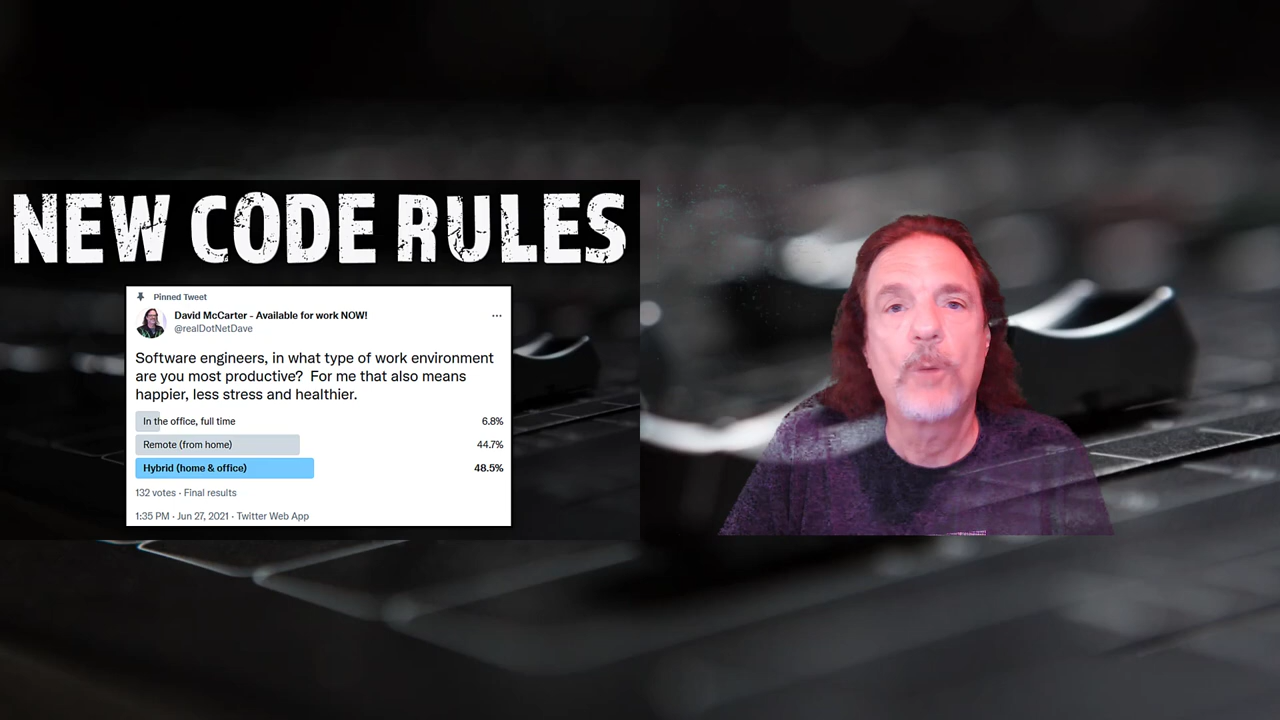 NEW CODE RULES
Pinned Tweet
David McCarter - Available for work NOW!
@realDotNetDave
Software engineers, in what type of work environment
are you most productive?  For me that also means
happier, less stress and healthier.
In the office, full time 6.8%
Remote (from home) 44.7%
Hybrid (home & office) 48.5%
132 votes · Final results
1:35 PM · Jun 27, 2021 · Twitter Web App